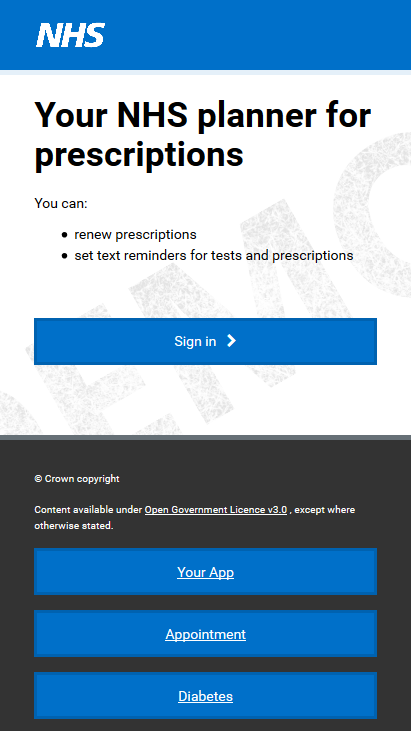 NHS
Your NHS planner for
prescriptions
You can:
renew prescriptions
set text reminders for tests and prescriptions
DEMO
Sign in
© Crown copyright
Content available under Open Government Licence v3.0 , except where
otherwise stated.
Your App
Appointment
Diabetes